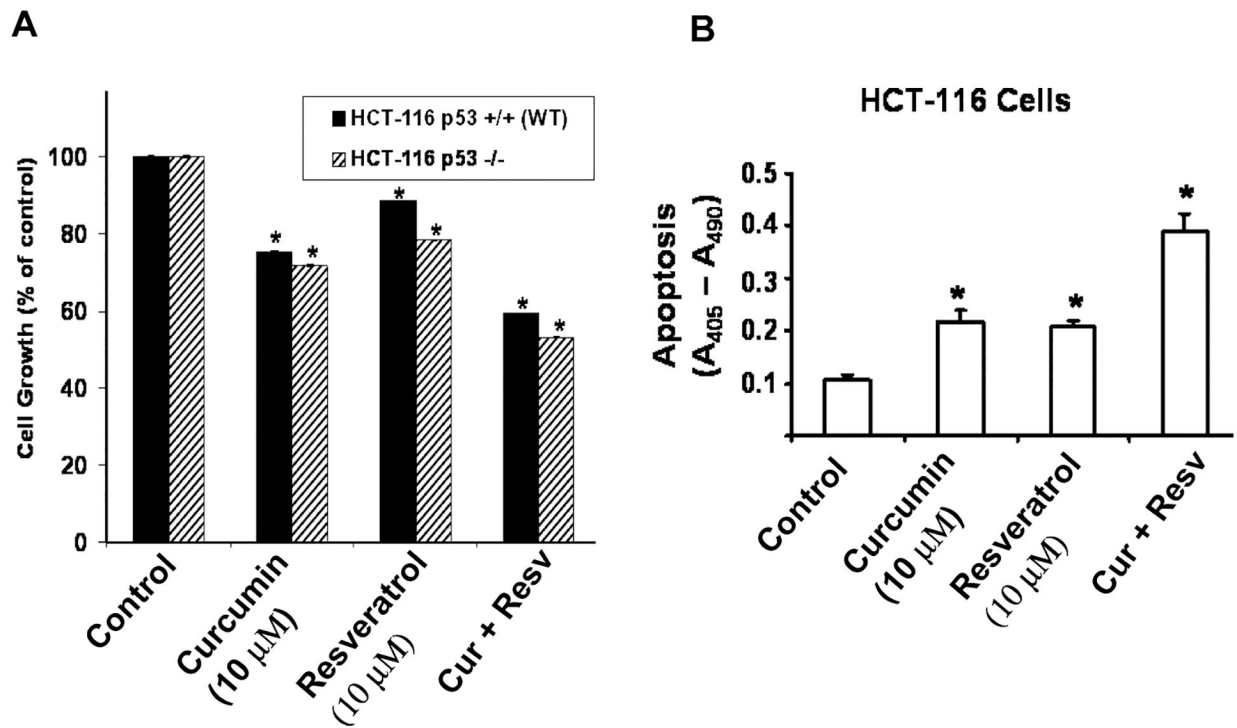 A
Cell Growth (% of control)
100
80
60
40
20
0
HCT-116 p53 +/+ (WT)
HCT-116 p53 -/-
* *
* *
* *
Control
Curcumin
(10 µM)
Resveratrol
(10 µM)
Cur + Resv
B
HCT-116 Cells
Apoptosis
(A405 – A490)
0.5
0.4
0.3
0.2
0.1
*
*
*
Control
Curcumin
(10 µM)
Resveratrol
(10 µM)
Cur + Resv